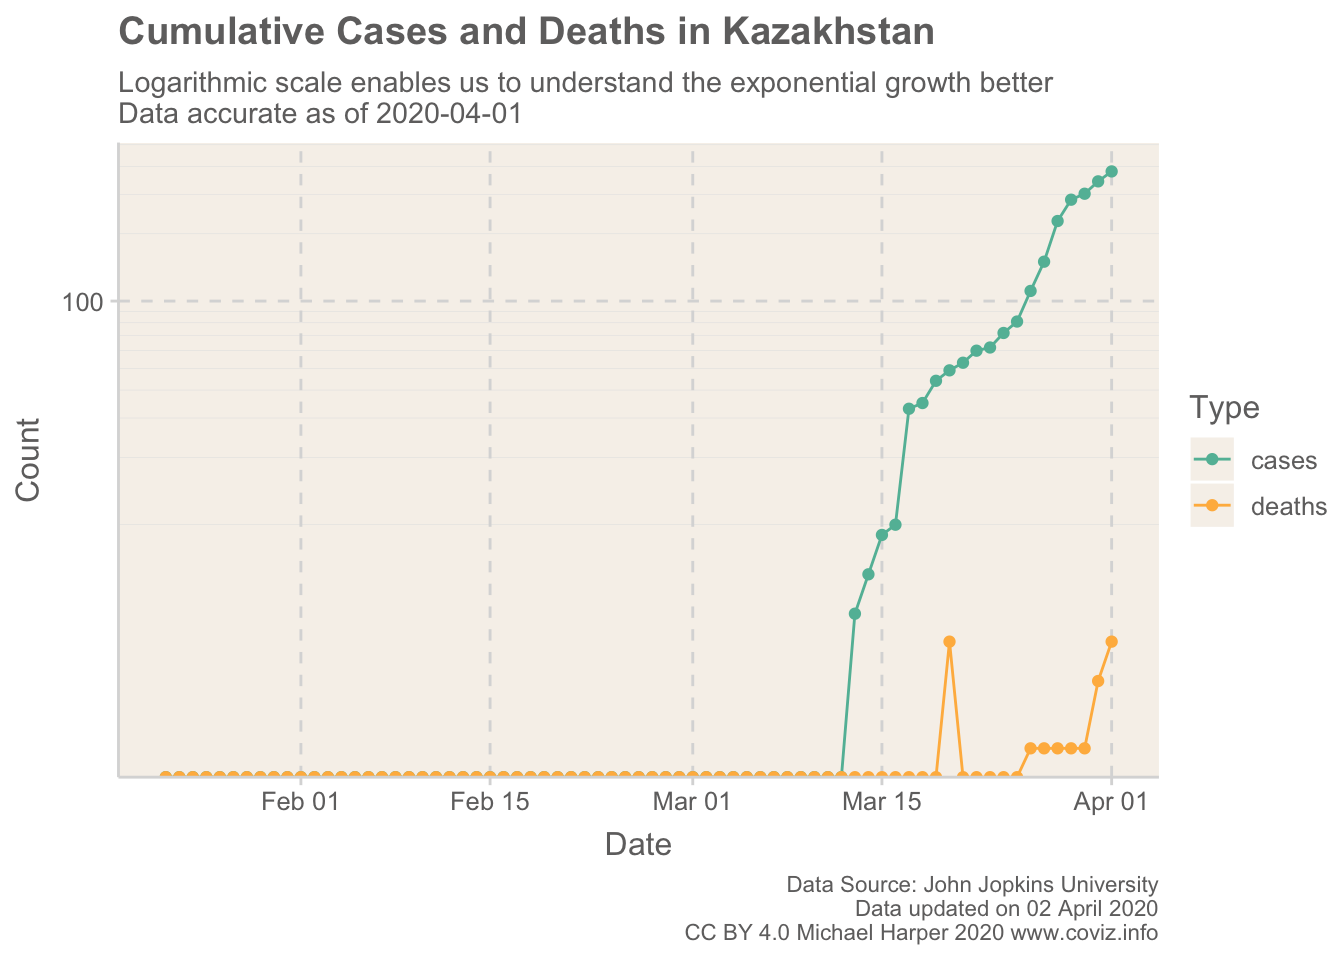 Cumulative Cases and Deaths in Kazakhstan
Logarithmic scale enables us to understand the exponential growth better
Data accurate as of 2020-04-01
100
Count
Feb 01
Feb 15
Mar 01
Mar 15
Apr 01
Date
Type
cases
deaths
Data Source: John Jopkins University
Data updated on 02 April 2020
CC BY 4.0 Michael Harper 2020 www.coviz.info